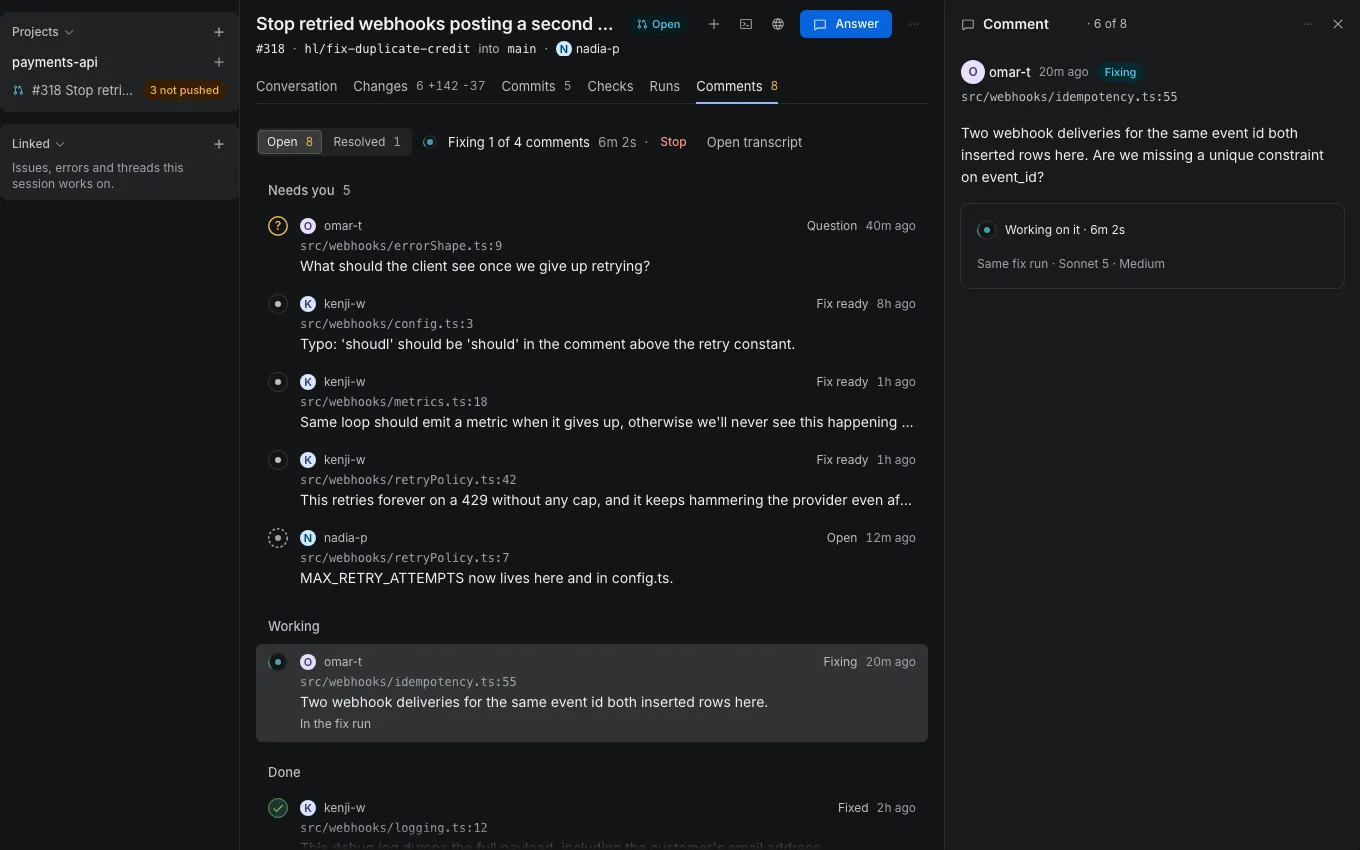 Projects
payments-api
#318 Stop retri... 3 not pushed
Linked
Issues, errors and threads this
session works on.
Stop retried webhooks posting a second ... Open Answer
#318 · hl/fix-duplicate-credit into main · N nadia-p
Conversation Changes 6 +142 -37 Commits 5 Checks Runs Comments 8
Open 8 Resolved 1 Fixing 1 of 4 comments 6m 2s · Stop Open transcript
Needs you 5
? O omar-t Question 40m ago
src/webhooks/errorShape.ts:9
What should the client see once we give up retrying?
K kenji-w Fix ready 8h ago
src/webhooks/config.ts:3
Typo: 'shoudl' should be 'should' in the comment above the retry constant.
K kenji-w Fix ready 1h ago
src/webhooks/metrics.ts:18
Same loop should emit a metric when it gives up, otherwise we'll never see this happening ...
K kenji-w Fix ready 1h ago
src/webhooks/retryPolicy.ts:42
This retries forever on a 429 without any cap, and it keeps hammering the provider even af...
N nadia-p Open 12m ago
src/webhooks/retryPolicy.ts:7
MAX_RETRY_ATTEMPTS now lives here and in config.ts.
Working
O omar-t Fixing 20m ago
src/webhooks/idempotency.ts:55
Two webhook deliveries for the same event id both inserted rows here.
In the fix run
Done
K kenji-w Fixed 2h ago
src/webhooks/logging.ts:12
This debug log dumps the full payload, including the customer's email address
Comment · 6 of 8
O omar-t 20m ago Fixing
src/webhooks/idempotency.ts:55
Two webhook deliveries for the same event id both
inserted rows here. Are we missing a unique constraint
on event_id?
Working on it · 6m 2s
Same fix run · Sonnet 5 · Medium